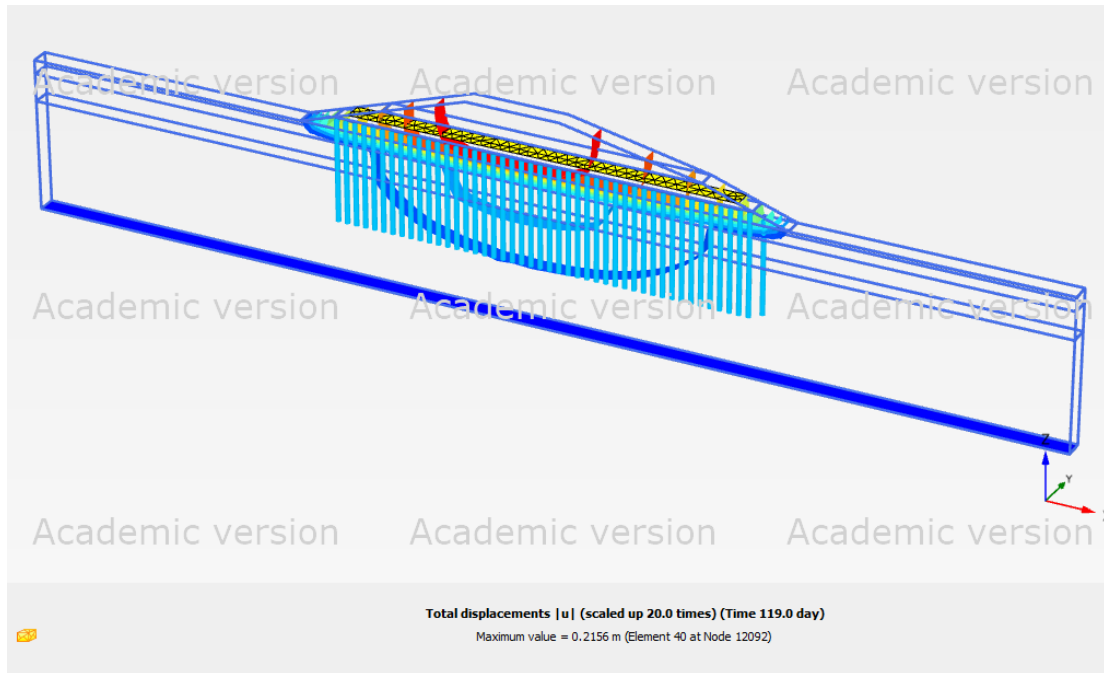 Academic version Academic version Academic version
Academic version Academic version Academic version
Z
Y
Academic version Academic version Academic version
Total displacements |u| (scaled up 20.0 times) (Time 119.0 day)
Maximum value = 0.2156 m (Element 40 at Node 12092)